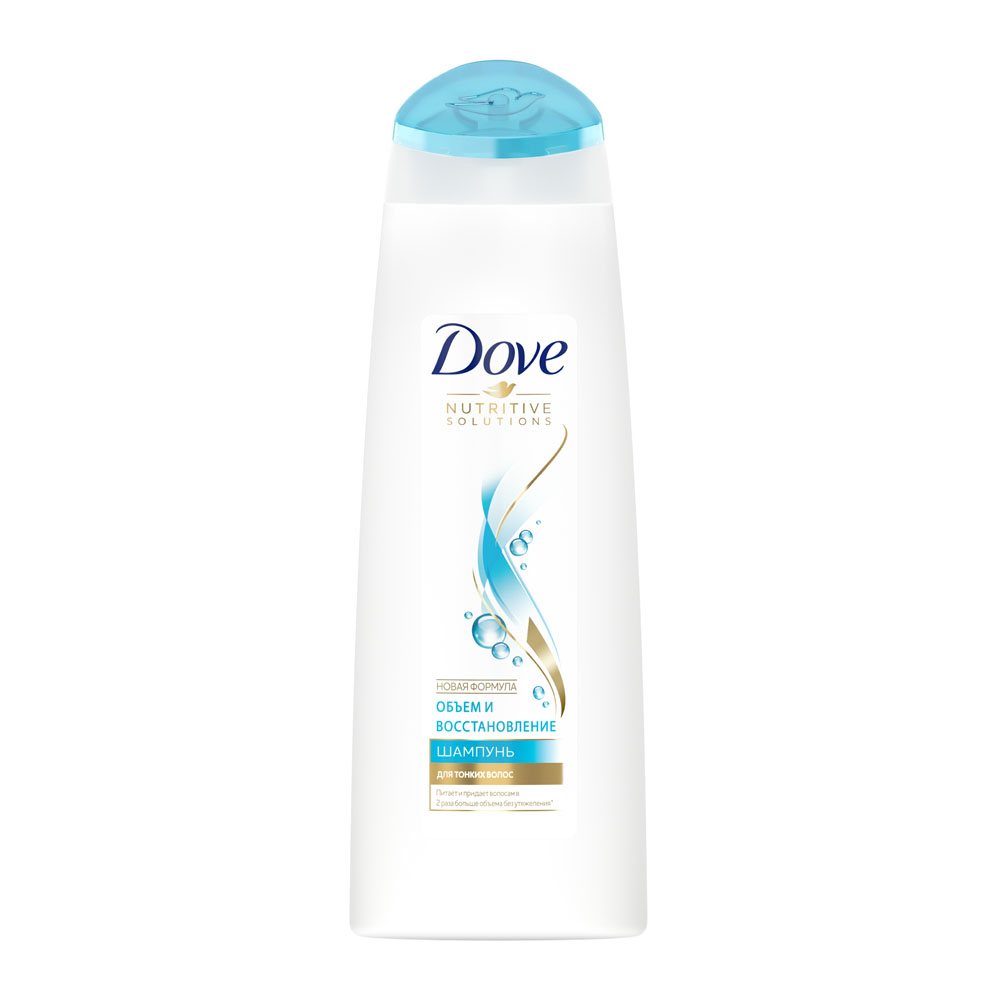 Dove
NUTRITIVE
SOLUTIONS
НОВАЯ ФОРМУЛА
ОБЪЕМ И
ВОССТАНОВЛЕНИЕ
ШАМПУНЬ
ДЛЯ ТОНКИХ ВОЛОС
Питает и придает волосам в
2 раза больше объема без утяжеления*